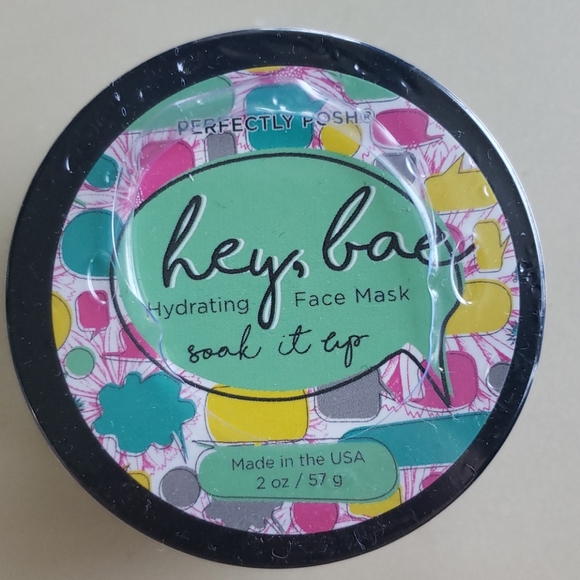 PERFECTLY POSH®
hey, bae
Hydrating Face Mask
soak it up
Made in the USA
2 oz / 57 g